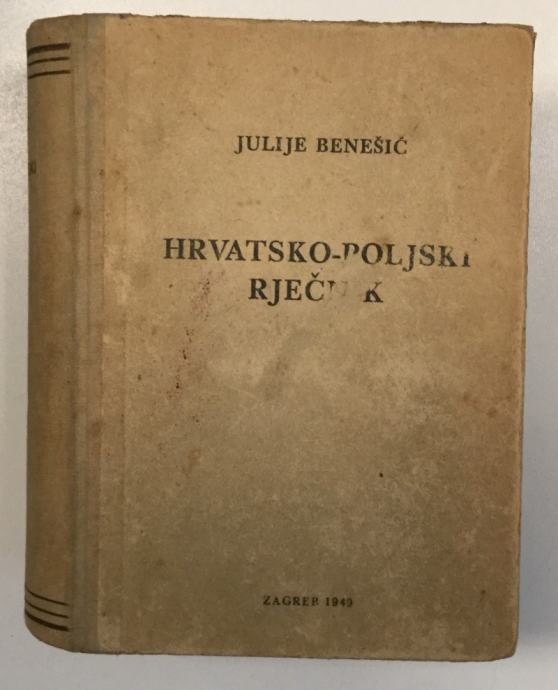 JULIJE BENEŠIĆ
HRVATSKO-POLJSKI
RJEČNIK
ZAGREB 1949